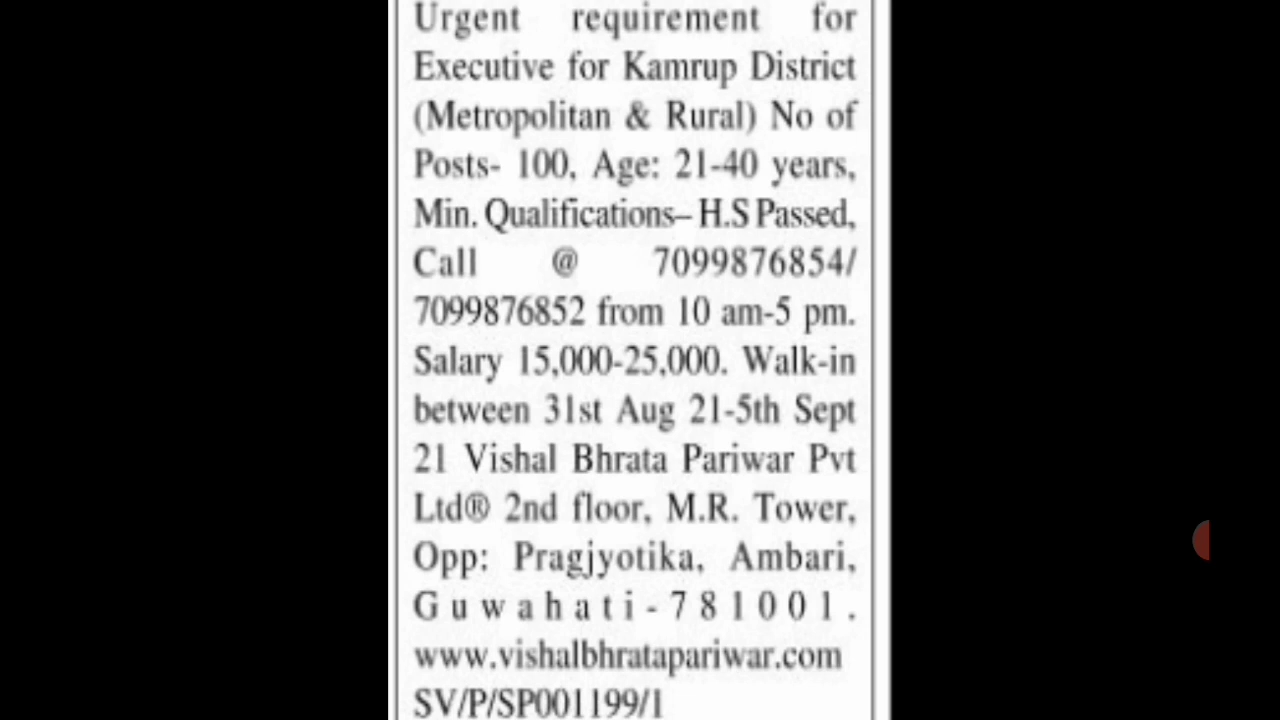 Urgent requirement for
Executive for Kamrup District
(Metropolitan & Rural) No of
Posts- 100, Age: 21-40 years,
Min. Qualifications– H.S Passed,
Call @ 7099876854/
7099876852 from 10 am-5 pm.
Salary 15,000-25,000. Walk-in
between 31st Aug 21-5th Sept
21 Vishal Bhrata Pariwar Pvt
Ltd® 2nd floor, M.R. Tower,
Opp: Pragjyotika, Ambari,
Guwahati-781001.
www.vishalbhratapariwar.com
SV/P/SP001199/1